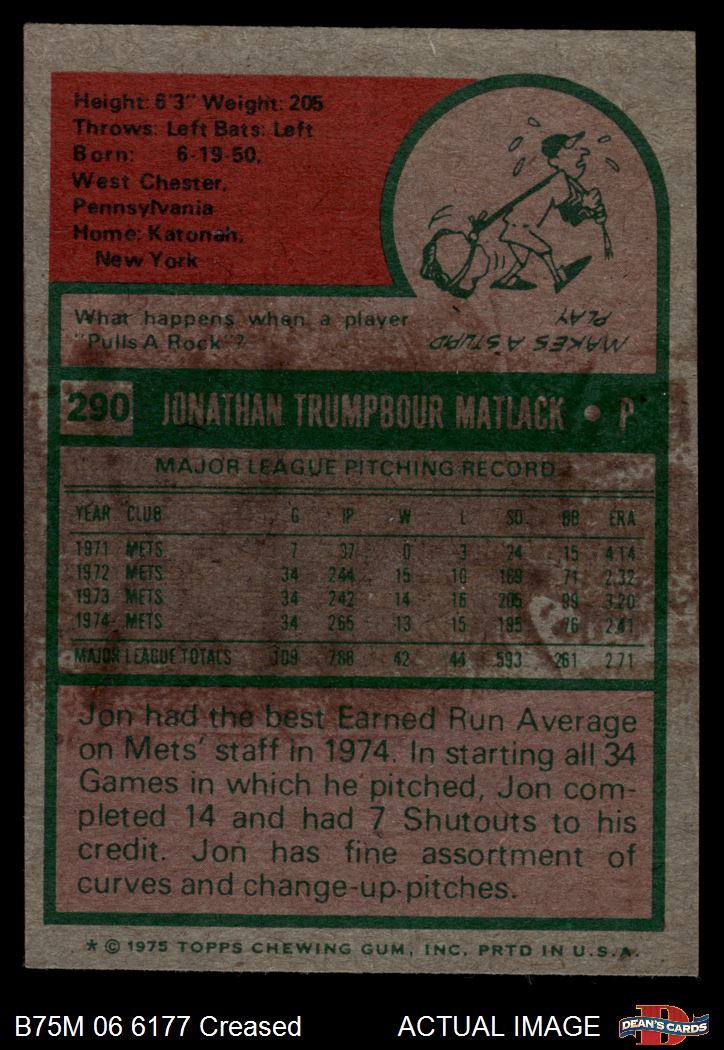 Height: 6'3" Weight: 205
Throws: Left Bats: Left
Born: 6-19-50,
West Chester,
Pennsylvania
Home: Katonah,
New York
What happens when a player
"Pulls A Rock"?
MAKES A STUPID
PLAY
290 JONATHAN TRUMPBOUR MATLACK • P
MAJOR LEAGUE PITCHING RECORD
YEAR CLUB G IP W L SO BB ERA
1971 METS 7 37 0 3 24 15 4.14
1972 METS 34 244 15 10 169 71 2.32
1973 METS 34 242 14 16 205 99 3.20
1974 METS 34 265 13 15 195 76 2.41
MAJOR LEAGUE TOTALS 109 788 42 44 593 261 2.71
Jon had the best Earned Run Average
on Mets' staff in 1974. In starting all 34
Games in which he pitched, Jon com-
pleted 14 and had 7 Shutouts to his
credit. Jon has fine assortment of
curves and change-up pitches.
* © 1975 TOPPS CHEWING GUM, INC. PRTD IN U.S.A.
B75M 06 6177 Creased ACTUAL IMAGE
D
DEAN'S CARDS